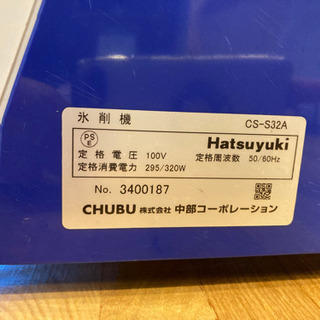 氷削機 CS-S32A
PS
E
Hatsuyuki
定格電圧 100V 定格周波数 50/60Hz
定格消費電力 295/320W
No. 3400187
CHUBU 株式会社 中部コーポレーション